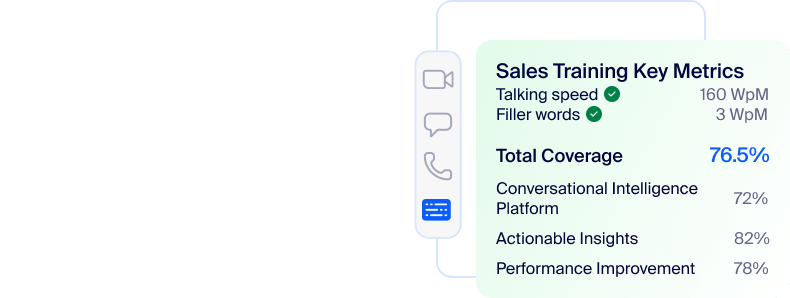 Sales Training Key Metrics
Talking speed 160 WpM
Filler words 3 WpM
Total Coverage 76.5%
Conversational Intelligence
Platform 72%
Actionable Insights 82%
Performance Improvement 78%